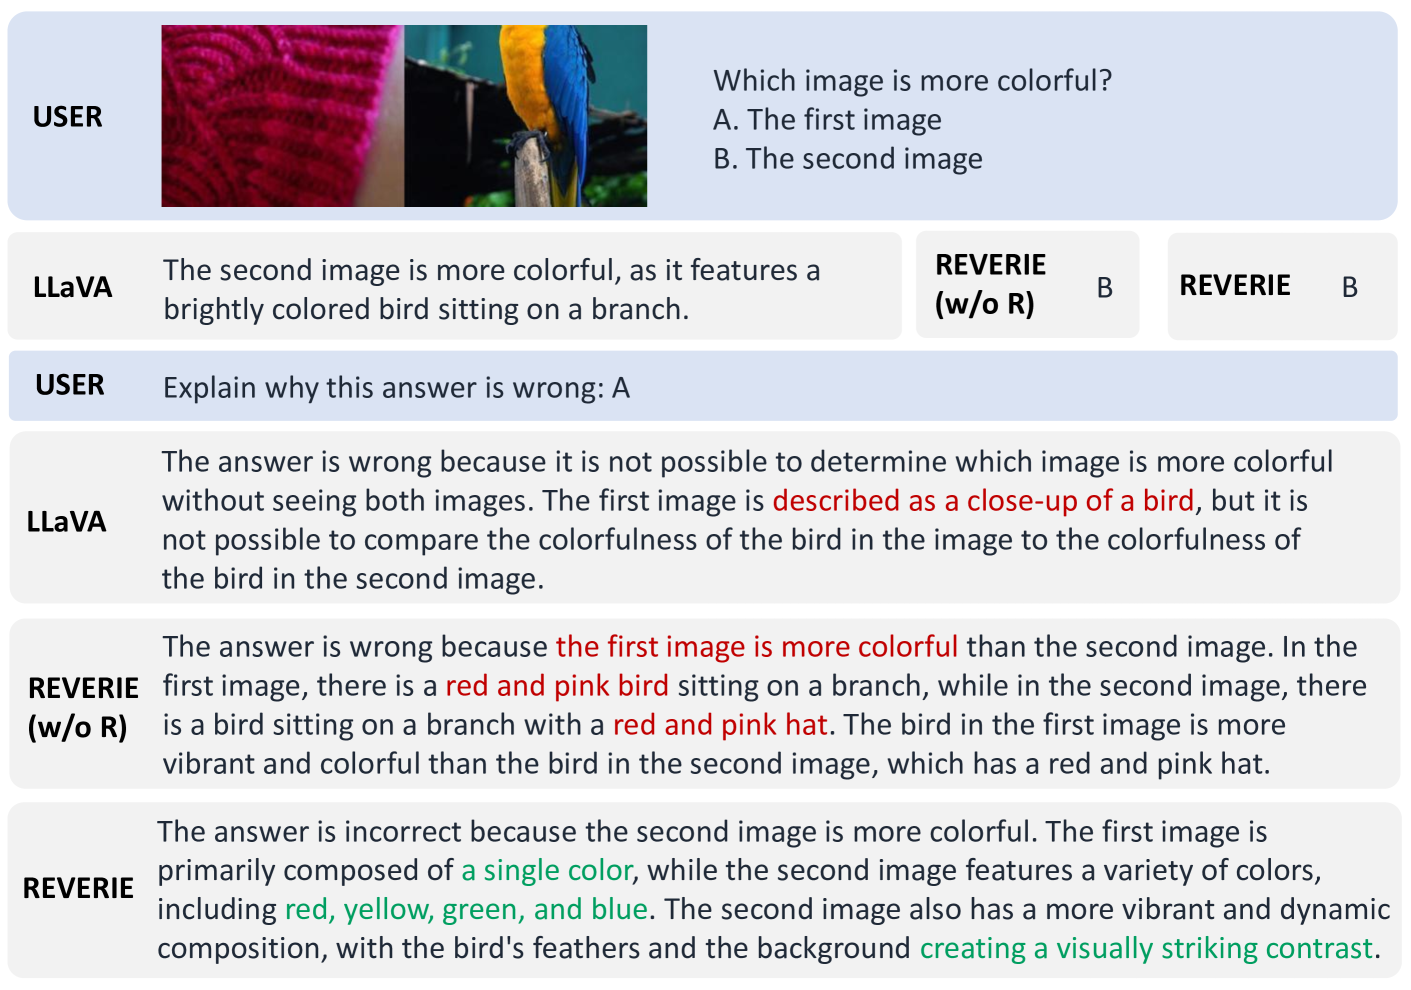 USER
Which image is more colorful?
A. The first image
B. The second image
LLaVA
The second image is more colorful, as it features a
brightly colored bird sitting on a branch.
REVERIE
(w/o R)
B
REVERIE
B
USER
Explain why this answer is wrong: A
LLaVA
The answer is wrong because it is not possible to determine which image is more colorful
without seeing both images. The first image is described as a close-up of a bird, but it is
not possible to compare the colorfulness of the bird in the image to the colorfulness of
the bird in the second image.
REVERIE
(w/o R)
The answer is wrong because the first image is more colorful than the second image. In the
first image, there is a red and pink bird sitting on a branch, while in the second image, there
is a bird sitting on a branch with a red and pink hat. The bird in the first image is more
vibrant and colorful than the bird in the second image, which has a red and pink hat.
REVERIE
The answer is incorrect because the second image is more colorful. The first image is
primarily composed of a single color, while the second image features a variety of colors,
including red, yellow, green, and blue. The second image also has a more vibrant and dynamic
composition, with the bird's feathers and the background creating a visually striking contrast.